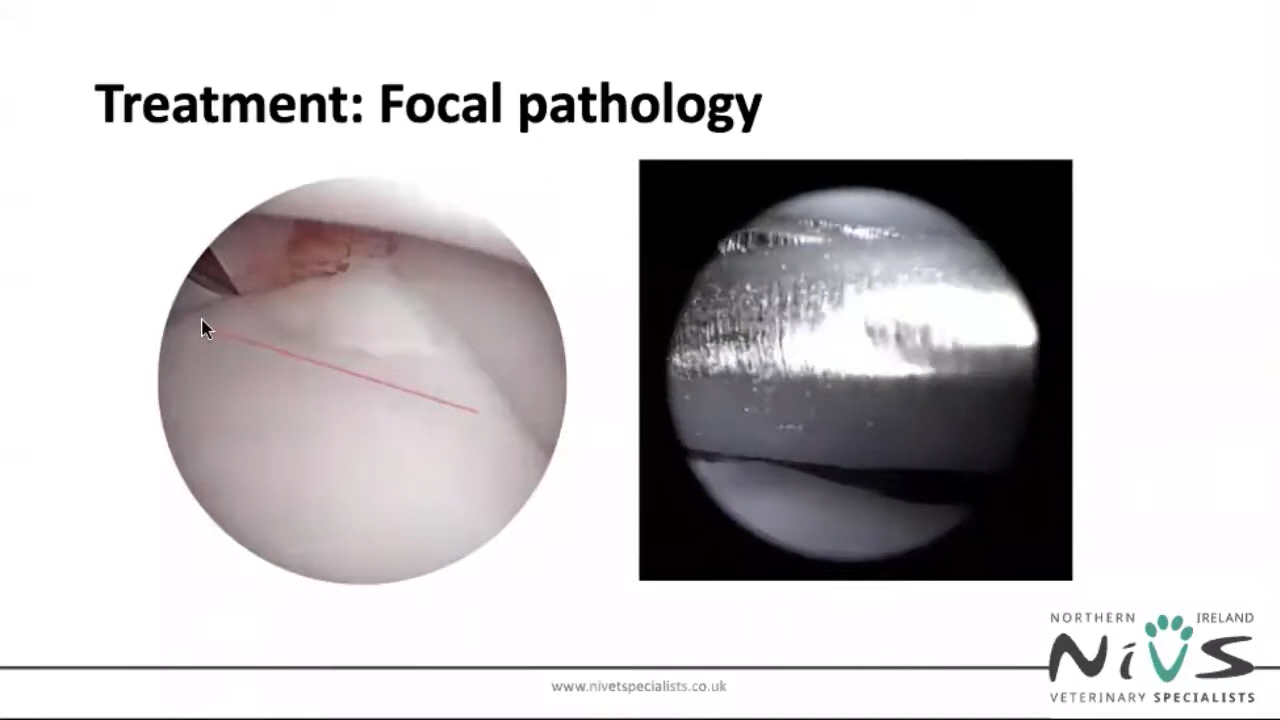 Treatment: Focal pathology
NORTHERN IRELAND
NiVS
VETERINARY SPECIALISTS
www.nivetspecialists.co.uk